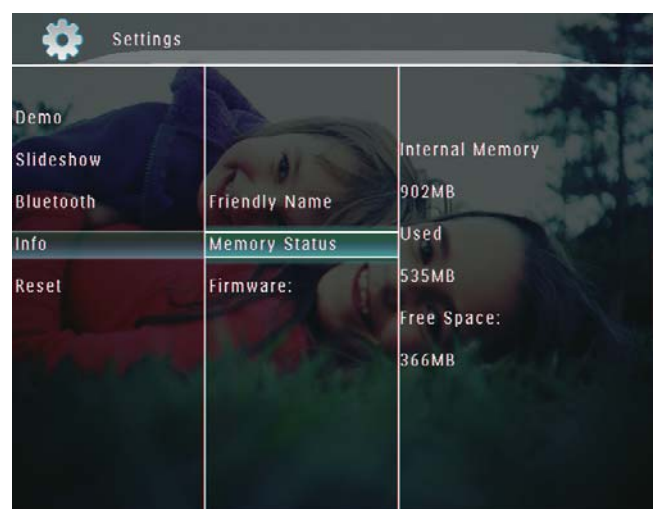 Settings
Demo
Slideshow
Bluetooth
Info
Reset
Friendly Name
Memory Status
Firmware:
Internal Memory
902MB
Used
535MB
Free Space:
366MB